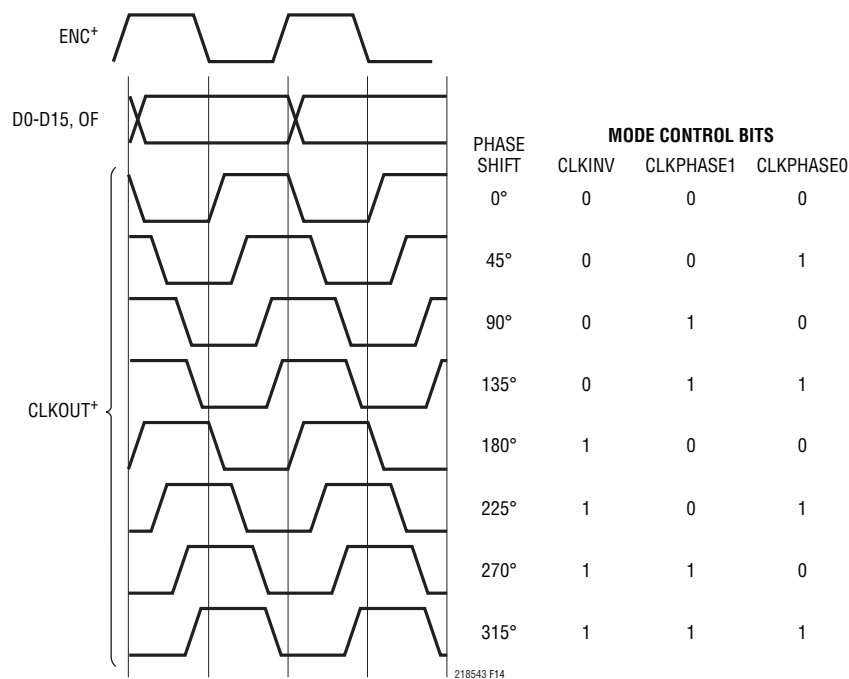 ENC+
D0-D15, OF
CLKOUT+
MODE CONTROL BITS
PHASE SHIFT CLKINV CLKPHASE1 CLKPHASE0
0° 0 0 0
45° 0 0 1
90° 0 1 0
135° 0 1 1
180° 1 0 0
225° 1 0 1
270° 1 1 0
315° 1 1 1
218543 F14